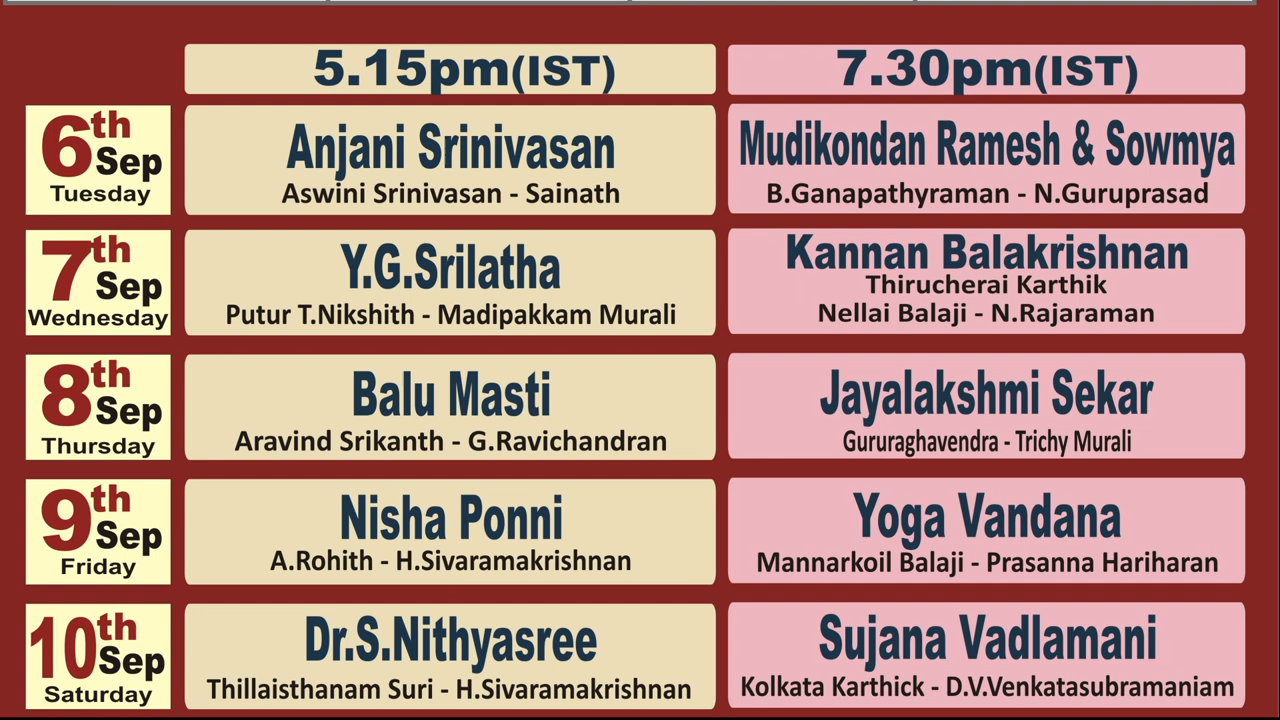 5.15pm(IST)
7.30pm(IST)
6th Sep
Tuesday
Anjani Srinivasan
Aswini Srinivasan - Sainath
Mudikondan Ramesh & Sowmya
B.Ganapathyraman - N.Guruprasad
7th Sep
Wednesday
Y.G.Srilatha
Putur T.Nikshith - Madipakkam Murali
Kannan Balakrishnan
Thirucherai Karthik
Nellai Balaji - N.Rajaraman
8th Sep
Thursday
Balu Masti
Aravind Srikanth - G.Ravichandran
Jayalakshmi Sekar
Gururaghavendra - Trichy Murali
9th Sep
Friday
Nisha Ponni
A.Rohith - H.Sivaramakrishnan
Yoga Vandana
Mannarkoil Balaji - Prasanna Hariharan
10th Sep
Saturday
Dr.S.Nithyasree
Thillaisthanam Suri - H.Sivaramakrishnan
Sujana Vadlamani
Kolkata Karthick - D.V.Venkatasubramaniam